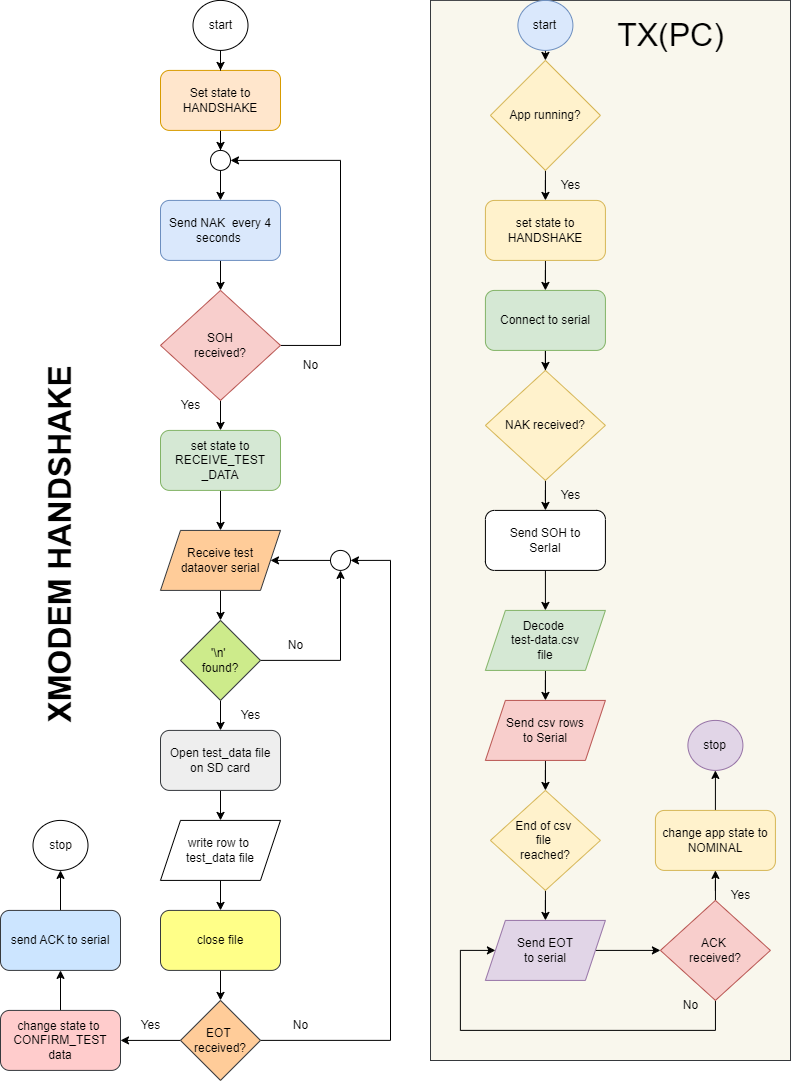 XMODEM HANDSHAKE
start
Set state to
HANDSHAKE
Send NAK every 4
seconds
SOH
received?
No
Yes
set state to
RECEIVE_TEST
_DATA
Receive test
dataover serial
'\n'
found?
No
Yes
Open test_data file
on SD card
write row to
test_data file
close file
EOT
received?
No
Yes
change state to
CONFIRM_TEST
data
send ACK to serial
stop
TX(PC)
start
App running?
Yes
set state to
HANDSHAKE
Connect to serial
NAK received?
Yes
Send SOH to
Serlal
Decode
test-data.csv
file
Send csv rows
to Serial
End of csv
file
reached?
Send EOT
to serial
ACK
received?
No
Yes
change app state to
NOMINAL
stop